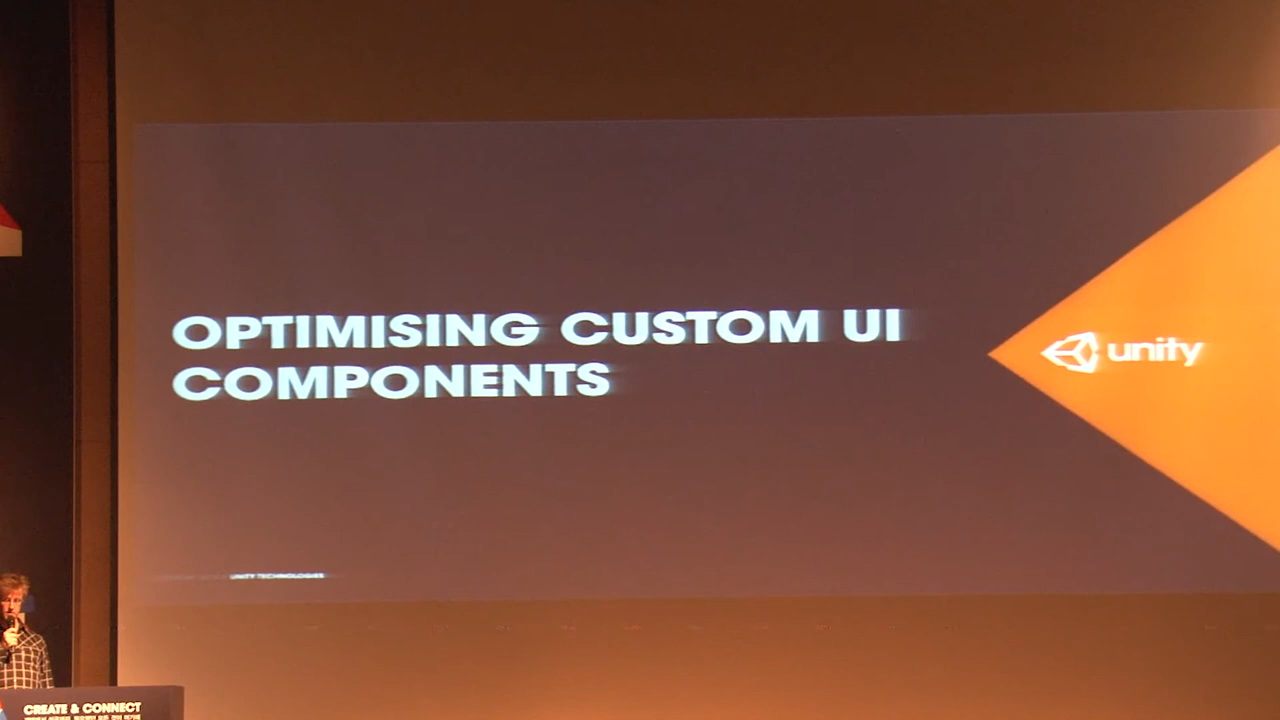 OPTIMISING CUSTOM UI
COMPONENTS
unity
UNITY TECHNOLOGIES
CREATE & CONNECT